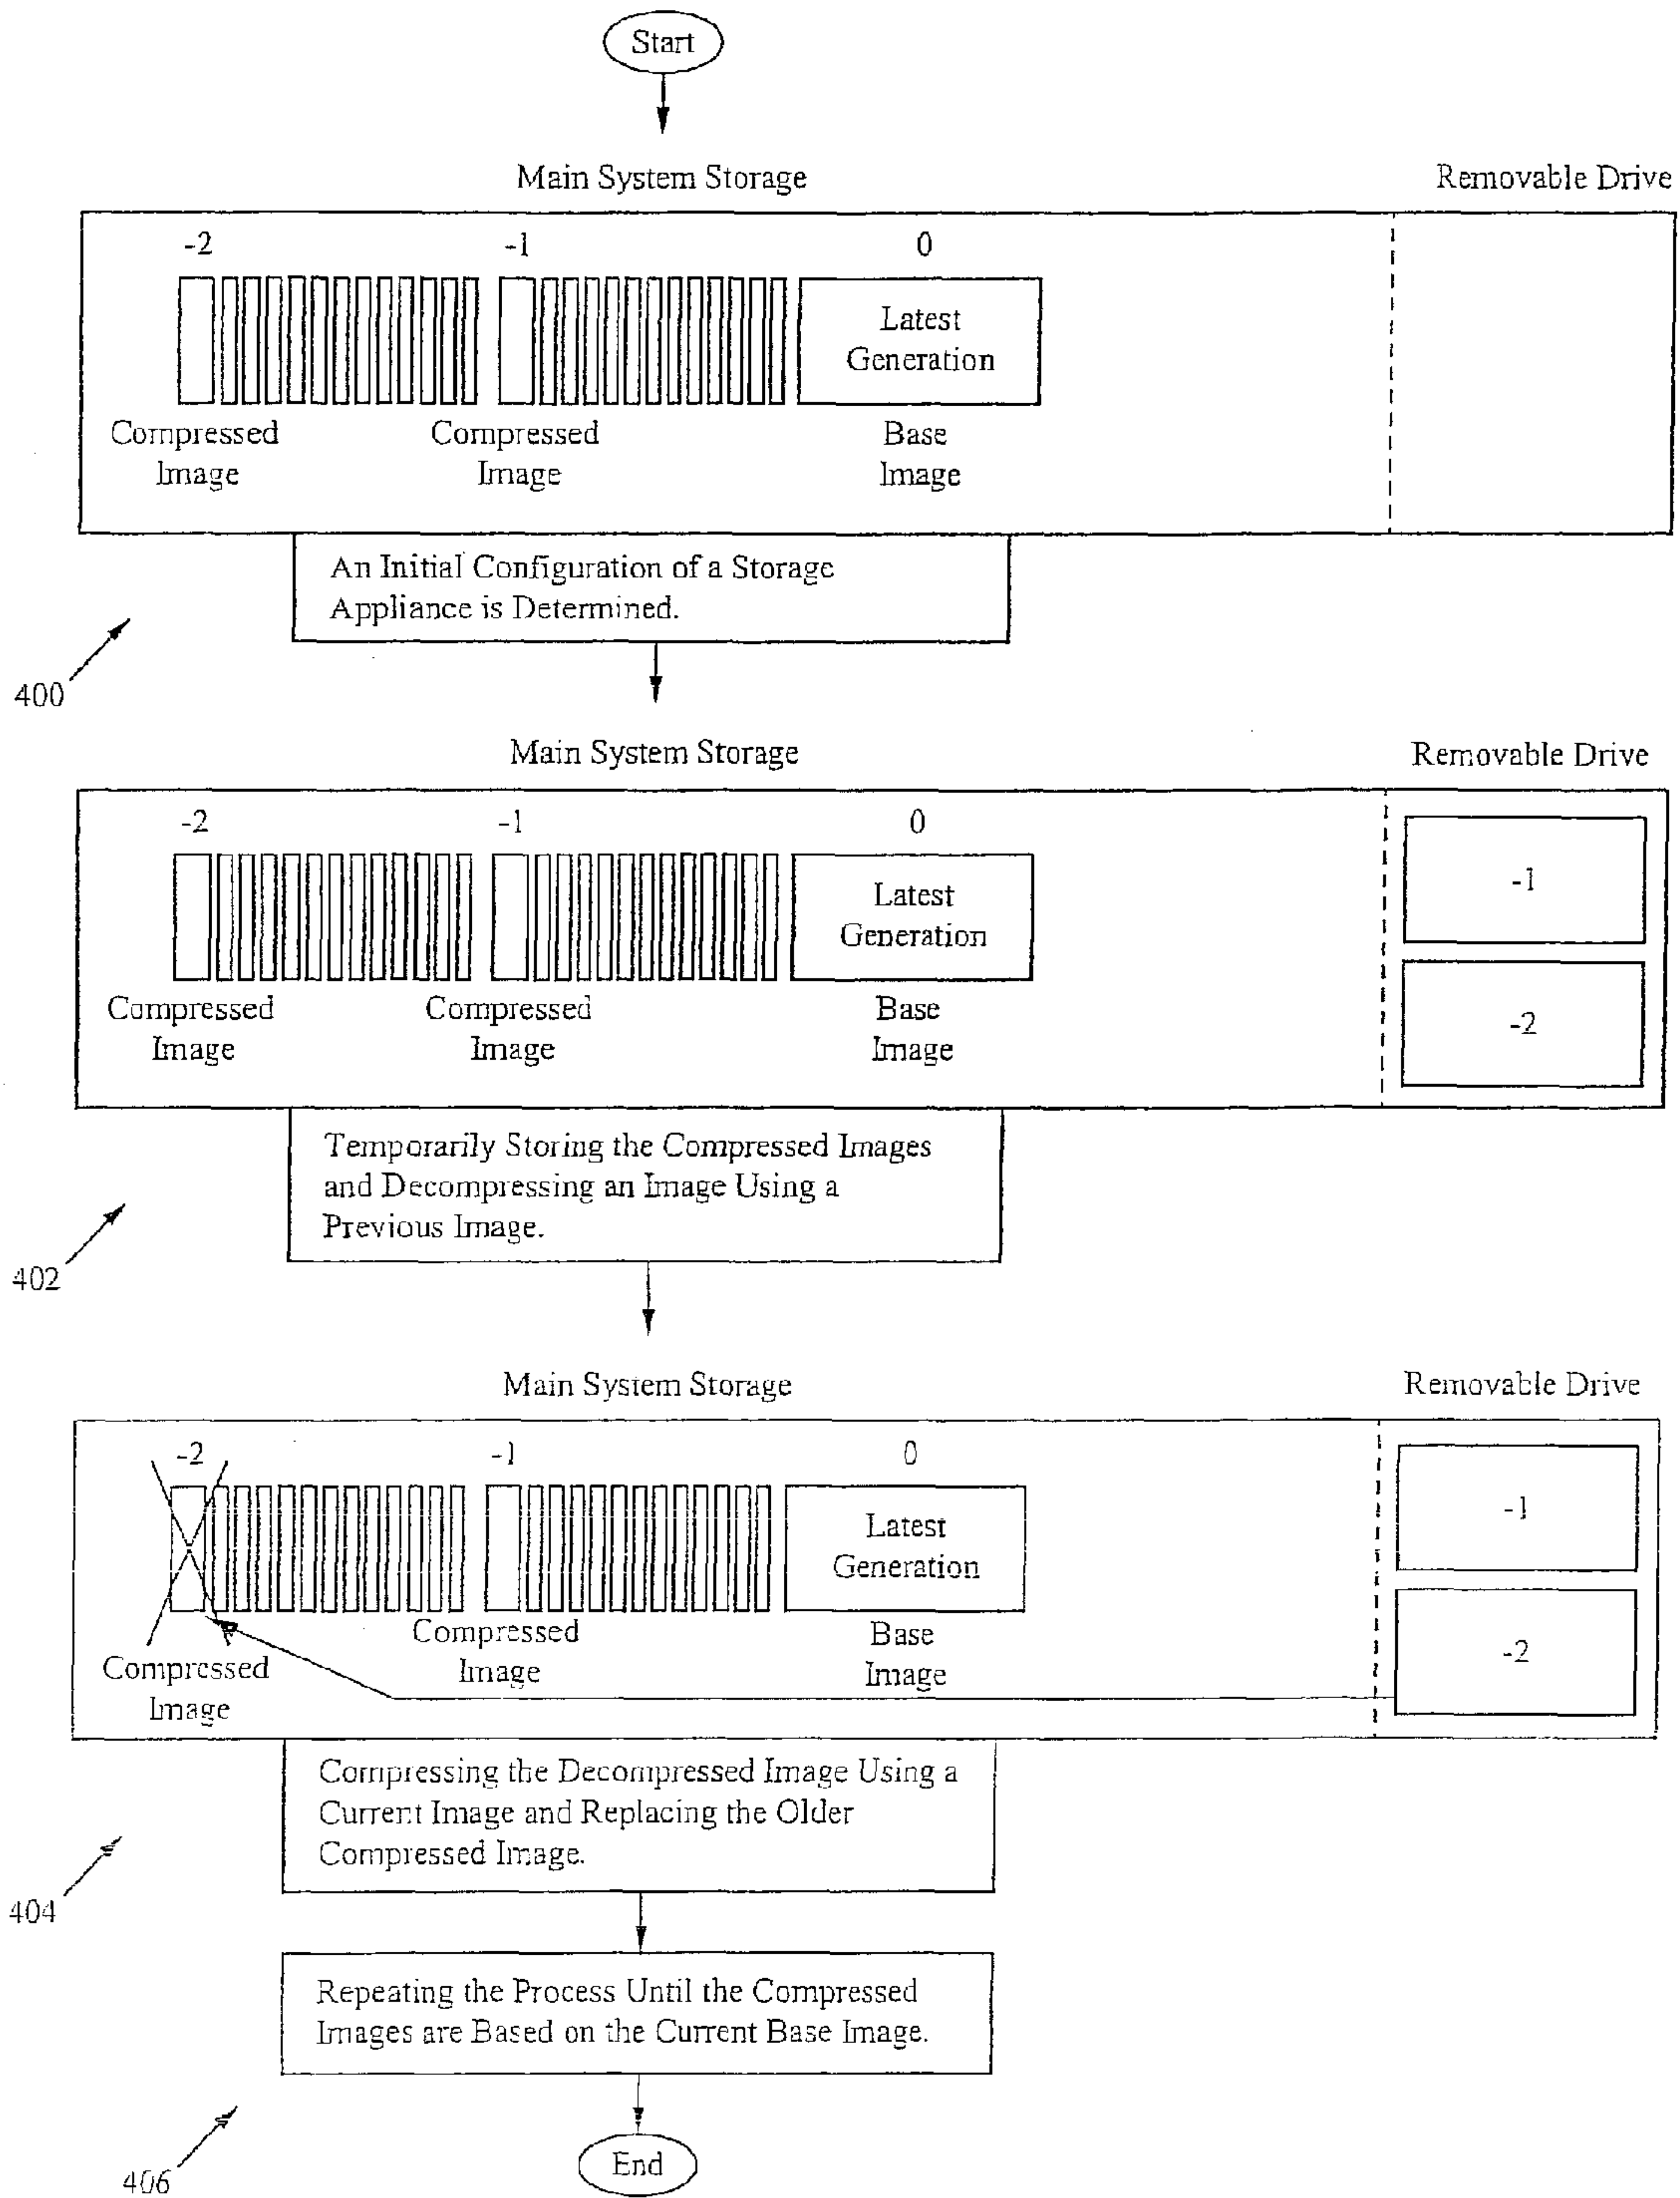 Start
Main System Storage
Removable Drive
-2
-1
0
Latest
Generation
Compressed
Image
Compressed
Image
Base
Image
An Initial Configuration of a Storage
Appliance is Determined.
400
Main System Storage
Removable Drive
-2
-1
0
-1
Latest
Generation
-2
Compressed
Image
Compressed
Image
Base
Image
Temporarily Storing the Compressed Images
and Decompressing an Image Using a
Previous Image.
402
Main System Storage
Removable Drive
-2
-1
0
-1
Latest
Generation
-2
Compressed
Image
Compressed
Image
Base
Image
Compressing the Decompressed Image Using a
Current Image and Replacing the Older
Compressed Image.
404
Repeating the Process Until the Compressed
Images are Based on the Current Base Image.
406
End